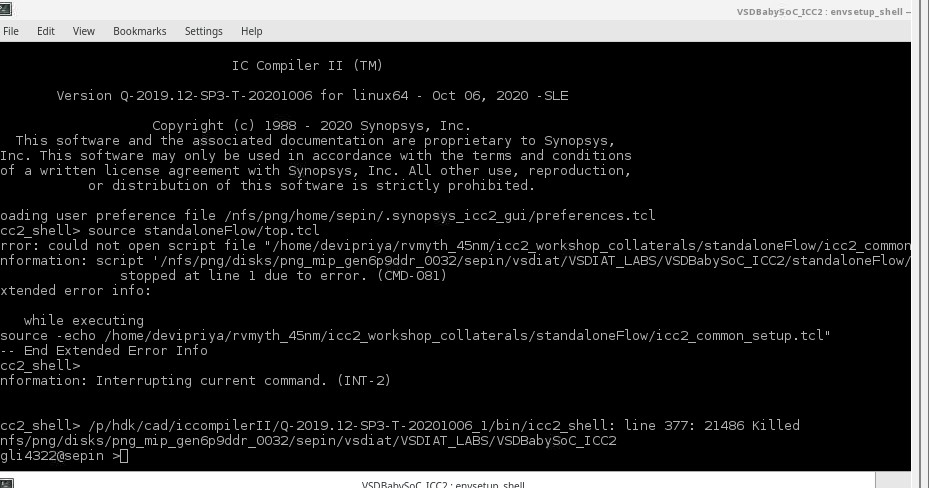 VSDBabySoC_ICC2 : envsetup_shell —
File Edit View Bookmarks Settings Help
IC Compiler II (TM)
Version Q-2019.12-SP3-T-20201006 for linux64 - Oct 06, 2020 -SLE
Copyright (c) 1988 - 2020 Synopsys, Inc.
This software and the associated documentation are proprietary to Synopsys,
Inc. This software may only be used in accordance with the terms and conditions
of a written license agreement with Synopsys, Inc. All other use, reproduction,
or distribution of this software is strictly prohibited.
oading user preference file /nfs/png/home/sepin/.synopsys_icc2_gui/preferences.tcl
cc2_shell> source standaloneFlow/top.tcl
rror: could not open script file "/home/devipriya/rvmyth_45nm/icc2_workshop_collaterals/standaloneFlow/icc2_common
nformation: script '/nfs/png/disks/png_mip_gen6p9ddr_0032/sepin/vsdiat/VSDIAT_LABS/VSDBabySoC_ICC2/standaloneFlow/
stopped at line 1 due to error. (CMD-081)
xtended error info:
while executing
source -echo /home/devipriya/rvmyth_45nm/icc2_workshop_collaterals/standaloneFlow/icc2_common_setup.tcl"
-- End Extended Error Info
cc2_shell>
nformation: Interrupting current command. (INT-2)
cc2_shell> /p/hdk/cad/iccompilerII/Q-2019.12-SP3-T-20201006_1/bin/icc2_shell: line 377: 21486 Killed
nfs/png/disks/png_mip_gen6p9ddr_0032/sepin/vsdiat/VSDIAT_LABS/VSDBabySoC_ICC2
gli4322@sepin >
VSDBabySoC_ICC2 : envsetup_shell